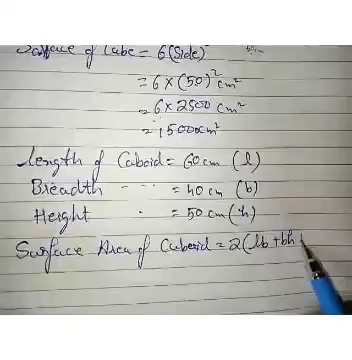 Surface of Cube = 6(Side)²
= 6 × (50)² cm²
= 6 × 2500 cm²
= 15000 cm²
Length of Cuboid = 60 cm (l)
Breadth - - - = 40 cm (b)
Height - = 50 cm (h)
Surface Area of Cuboid = 2(lb + bh